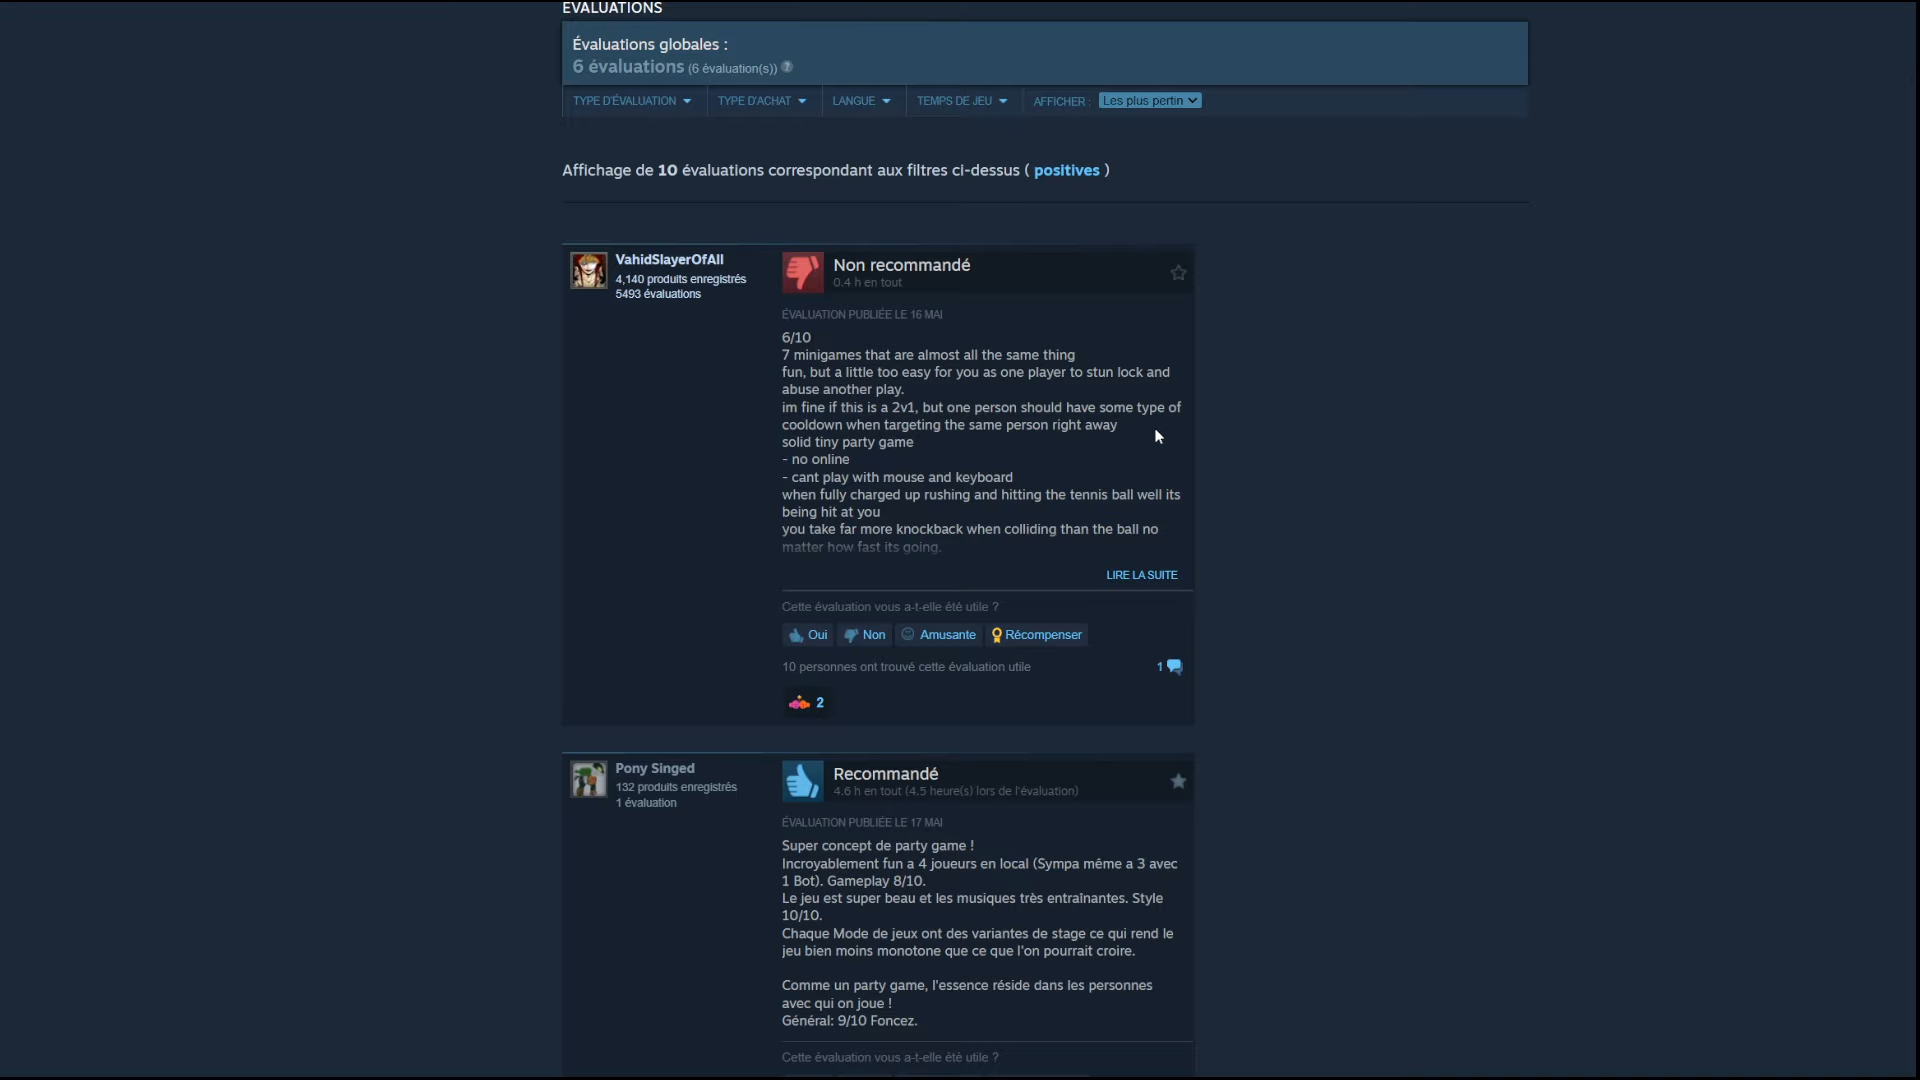 ÉVALUATIONS
Évaluations globales :
6 évaluations (6 évaluation(s)) ?
TYPE D'ÉVALUATION TYPE D'ACHAT LANGUE TEMPS DE JEU AFFICHER : Les plus pertin
Affichage de 10 évaluations correspondant aux filtres ci-dessus ( positives )
VahidSlayerOfAll
4,140 produits enregistrés
5493 évaluations
Non recommandé
0.4 h en tout
ÉVALUATION PUBLIÉE LE 16 MAI
6/10
7 minigames that are almost all the same thing
fun, but a little too easy for you as one player to stun lock and
abuse another play.
im fine if this is a 2v1, but one person should have some type of
cooldown when targeting the same person right away
solid tiny party game
- no online
- cant play with mouse and keyboard
when fully charged up rushing and hitting the tennis ball well its
being hit at you
you take far more knockback when colliding than the ball no
matter how fast its going.
LIRE LA SUITE
Cette évaluation vous a-t-elle été utile ?
Oui Non Amusante Récompenser
10 personnes ont trouvé cette évaluation utile
1
2
Pony Singed
132 produits enregistrés
1 évaluation
Recommandé
4.6 h en tout (4.5 heure(s) lors de l'évaluation)
ÉVALUATION PUBLIÉE LE 17 MAI
Super concept de party game !
Incroyablement fun a 4 joueurs en local (Sympa même a 3 avec
1 Bot). Gameplay 8/10.
Le jeu est super beau et les musiques très entraînantes. Style
10/10.
Chaque Mode de jeux ont des variantes de stage ce qui rend le
jeu bien moins monotone que ce que l'on pourrait croire.
Comme un party game, l'essence réside dans les personnes
avec qui on joue !
Général: 9/10 Foncez.
Cette évaluation vous a-t-elle été utile ?